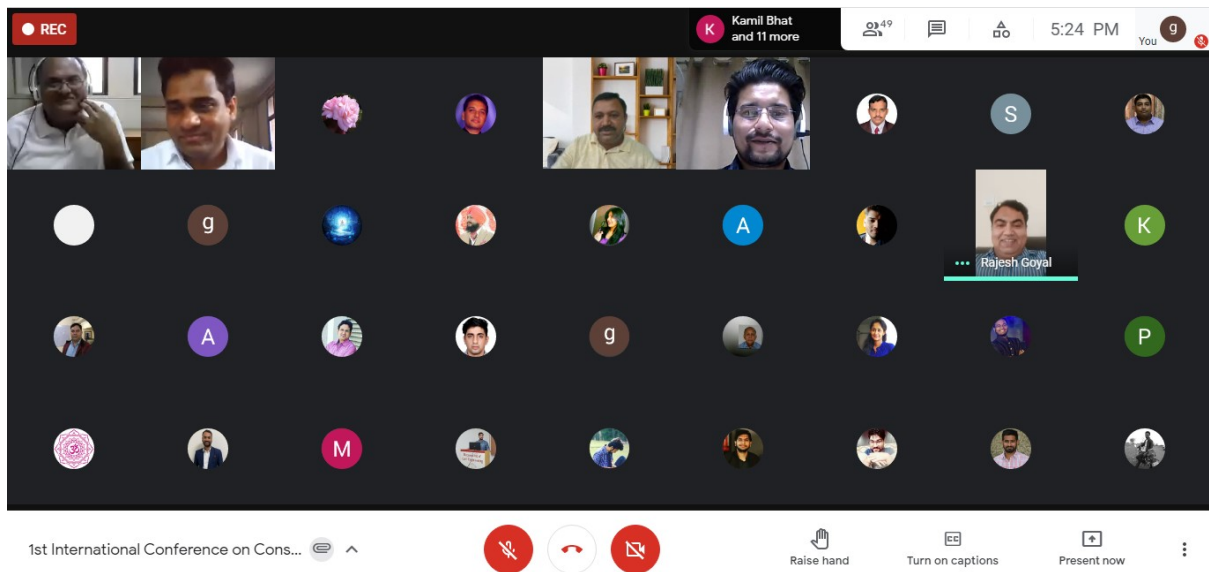 REC
K
Kamil Bhat
and 11 more
49
5:24 PM
You
g
S
g
A
K
Rajesh Goyal
A
g
P
ॐ
M
1st International Conference on Cons...
Raise hand
CC
Turn on captions
Present now